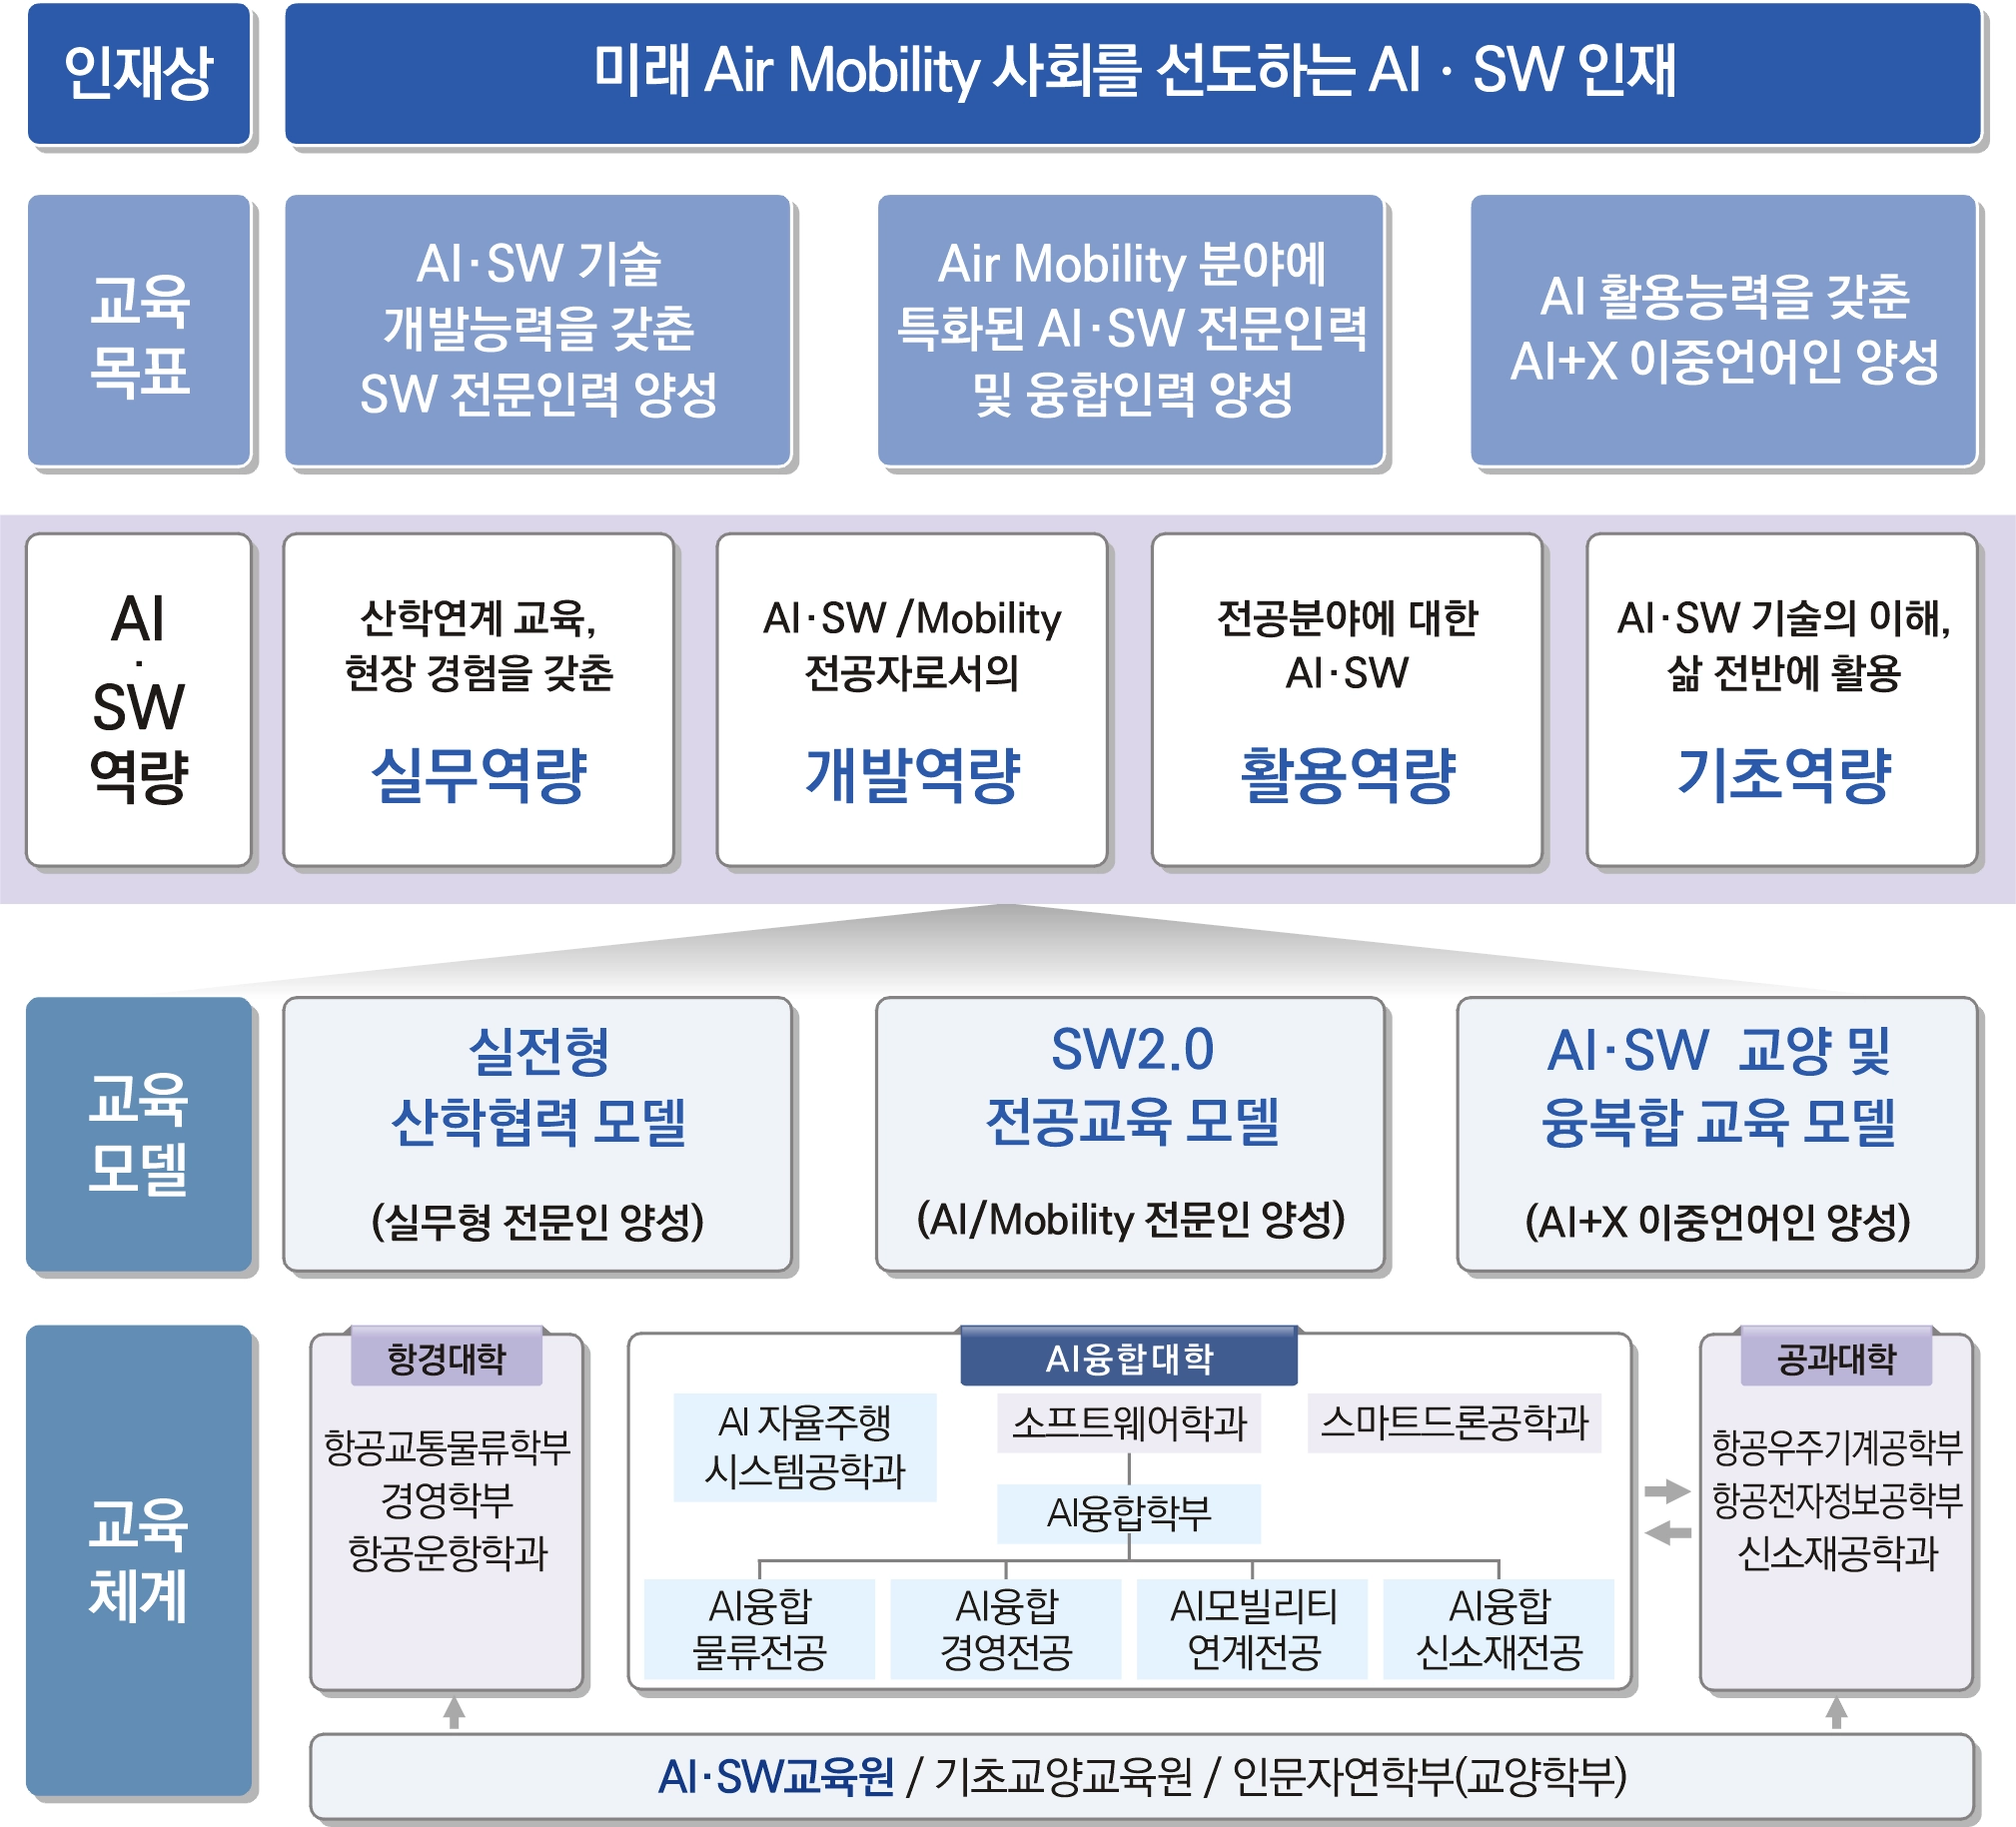 인재상
미래 Air Mobility 사회를 선도하는 AI · SW 인재
교육
목표
AI·SW 기술
개발능력을 갖춘
SW 전문인력 양성
Air Mobility 분야에
특화된 AI·SW 전문인력
및 융합인력 양성
AI 활용능력을 갖춘
AI+X 이중언어인 양성
AI
·
SW
역량
산학연계 교육,
현장 경험을 갖춘
실무역량
AI·SW /Mobility
전공자로서의
개발역량
전공분야에 대한
AI·SW
활용역량
AI·SW 기술의 이해,
삶 전반에 활용
기초역량
교육
모델
실전형
산학협력 모델
(실무형 전문인 양성)
SW2.0
전공교육 모델
(AI/Mobility 전문인 양성)
AI·SW 교양 및
융복합 교육 모델
(AI+X 이중언어인 양성)
교육
체계
항경대학
항공교통물류학부
경영학부
항공운항학과
AI융합대학
AI 자율주행
시스템공학과
소프트웨어학과
스마트드론공학과
AI융합학부
AI융합
물류전공
AI융합
경영전공
AI모빌리티
연계전공
AI융합
신소재전공
공과대학
항공우주기계공학부
항공전자정보공학부
신소재공학과
AI·SW교육원 / 기초교양교육원 / 인문자연학부(교양학부)